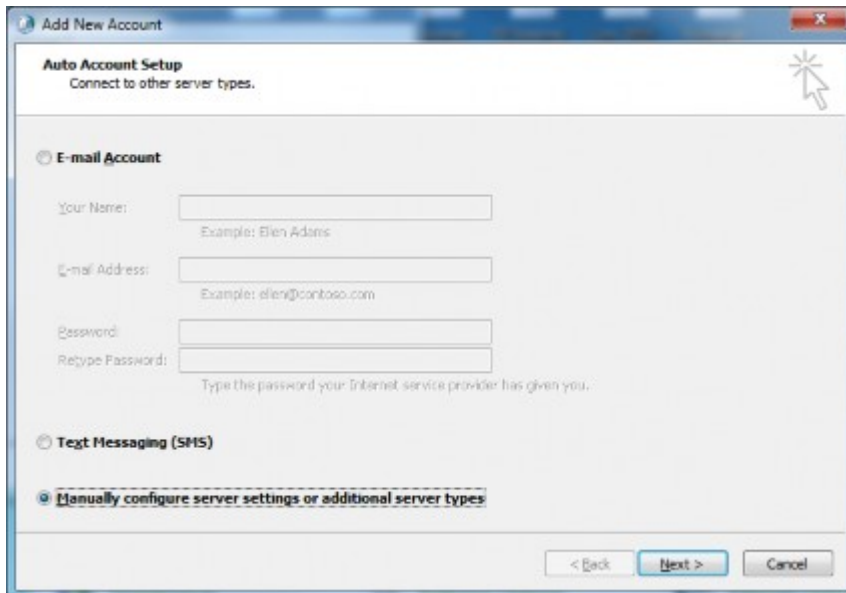 Add New Account
Auto Account Setup
Connect to other server types.
E-mail Account
Your Name:
Example: Ellen Adams
E-mail Address:
Example: ellen@contoso.com
Password:
Retype Password:
Type the password your Internet service provider has given you.
Text Messaging (SMS)
Manually configure server settings or additional server types
< Back Next > Cancel